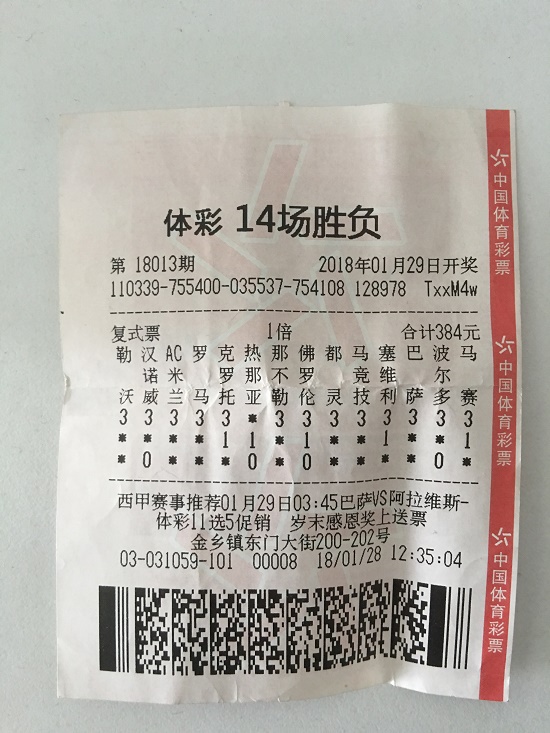 体彩 14场胜负
第 18013期 2018年01月29日开奖
110339-755400-035537-754108 128978 TxxM4w
复式票 1倍 合计384元
勒 汉 AC 罗 克 热 那 佛 都 马 塞 巴 波 马
诺 米 罗 那 不 罗 竞 维 尔
沃 威 兰 马 托 亚 勒 伦 灵 技 利 萨 多 赛
3 3 3 3 3 3 3 3 3 3 3 3 3 3
* * * * 1 * * 1 * * 1 * * 1
* 0 * * * 0 * 0 * * * * 0 *
西甲赛事推荐01月29日03:45巴萨VS阿拉维斯-
体彩11选5促销 岁末感恩奖上送票
金乡镇东门大街200-202号
03-031059-101 00008 18/01/28 12:35:04
中国体育彩票
中国体育彩票
中国体育彩票